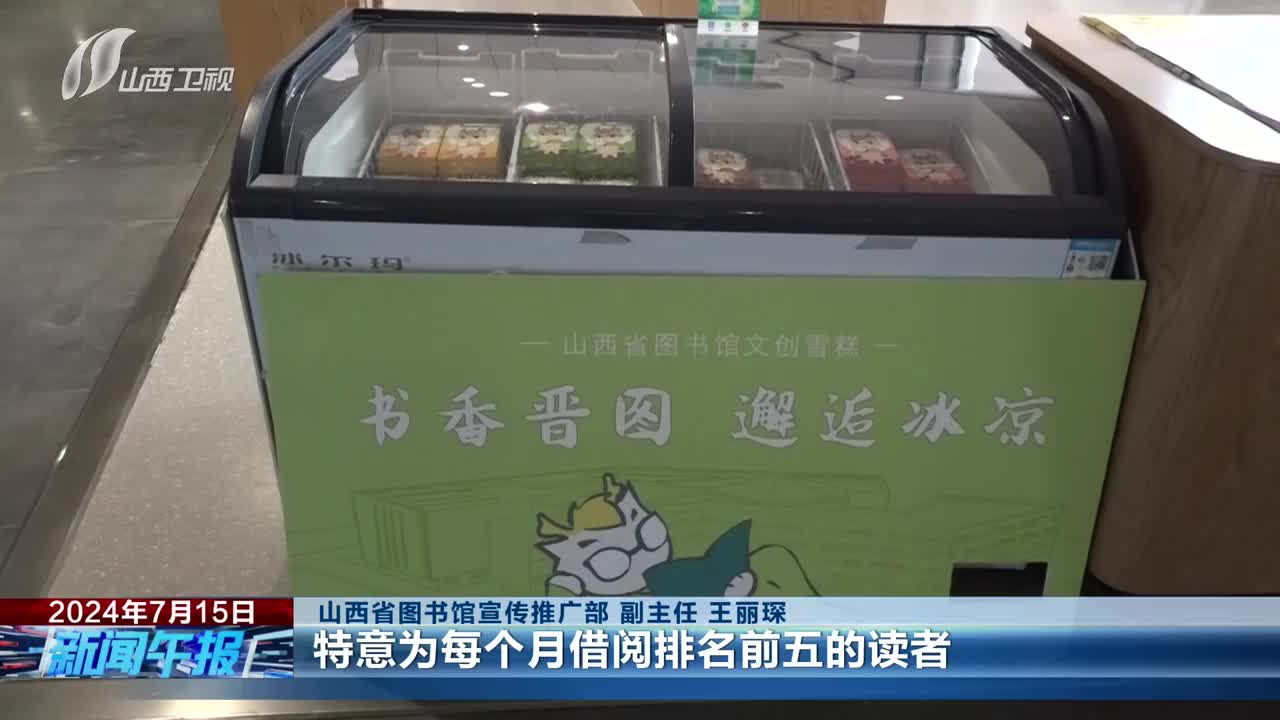 山西卫视
冰尔玛
山西省图书馆文创雪糕
书香晋图 邂逅冰凉
2024年7月15日
山西省图书馆宣传推广部 副主任 王丽琛
新闻午报
特意为每个月借阅排名前五的读者